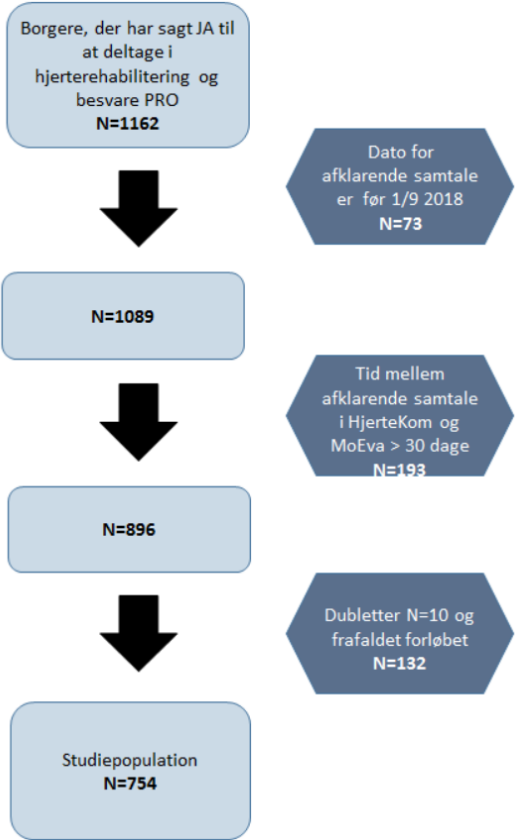 Borgere, der har sagt JA til
at deltage i
hjerterehabilitering og
besvare PRO
N=1162
Dato for
afklarende samtale
er før 1/9 2018
N=73
N=1089
Tid mellem
afklarende samtale
i HjerteKom og
MoEva > 30 dage
N=193
N=896
Dubletter N=10 og
frafaldet forløbet
N=132
Studiepopulation
N=754